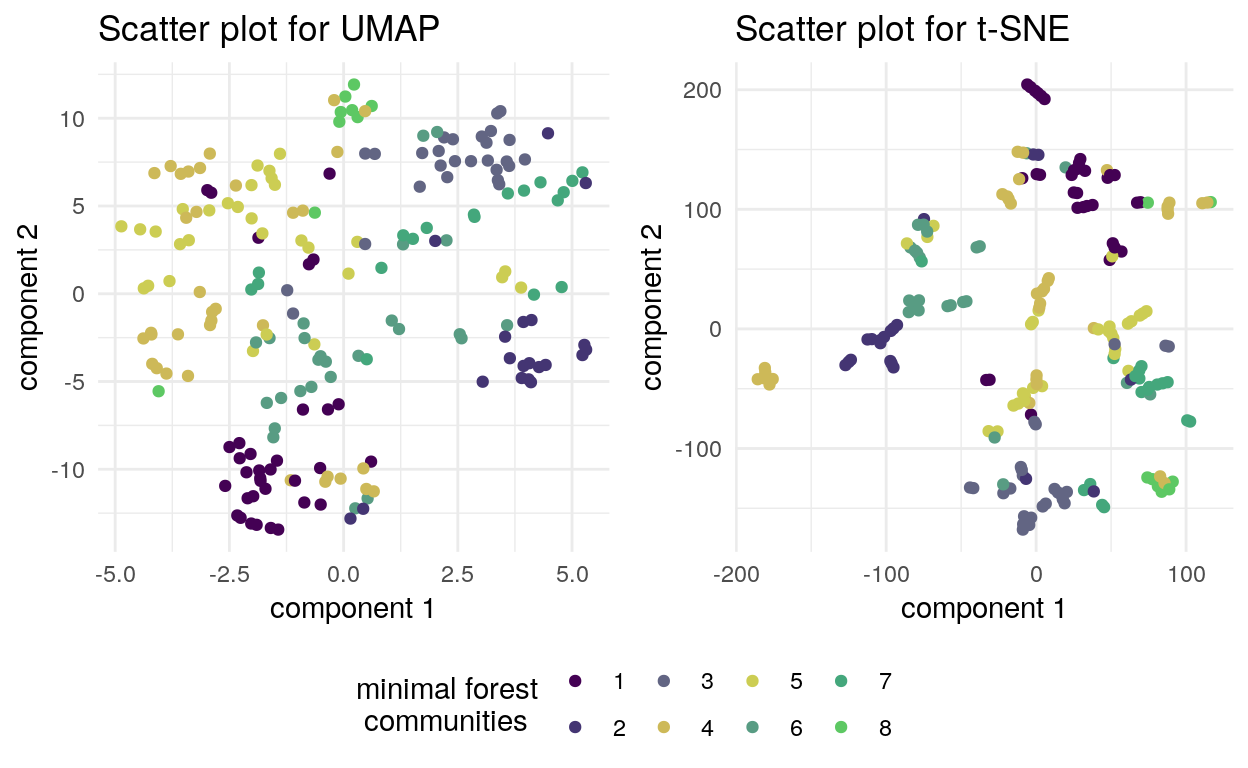 Scatter plot for UMAP
10
5
0
-5
-10
component 2
-5.0 -2.5 0.0 2.5 5.0
component 1
Scatter plot for t-SNE
200
100
0
-100
component 2
-200 -100 0 100
component 1
minimal forest
communities
1 3 5 7
2 4 6 8